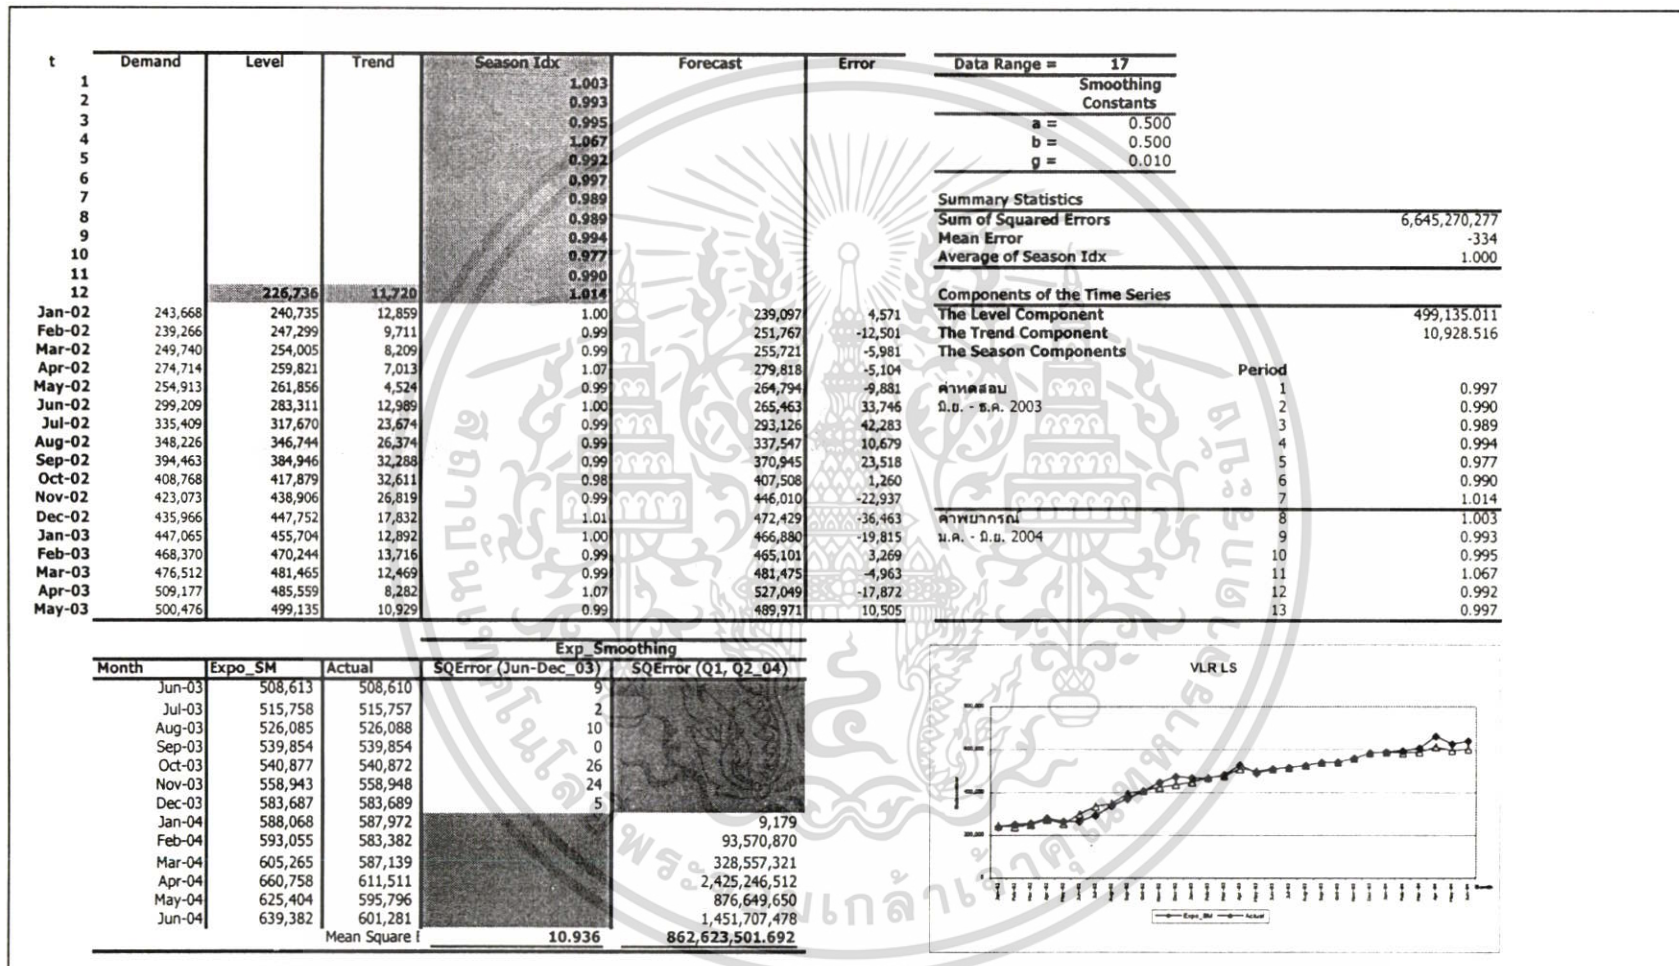 t Demand Level Trend Season Idx Forecast Error
1 1.003
2 0.993
3 0.995
4 1.067
5 0.992
6 0.997
7 0.989
8 0.989
9 0.994
10 0.977
11 0.990
12 226,736 11,720 1.014
Jan-02 243,668 240,735 12,859 1.00 239,097 4,571
Feb-02 239,266 247,299 9,711 0.99 251,767 -12,501
Mar-02 249,740 254,005 8,209 0.99 255,721 -5,981
Apr-02 274,714 259,821 7,013 1.07 279,818 -5,104
May-02 254,913 261,856 4,524 0.99 264,794 -9,881
Jun-02 299,209 283,311 12,989 1.00 265,463 33,746
Jul-02 335,409 317,670 23,674 0.99 293,126 42,283
Aug-02 348,226 346,744 26,374 0.99 337,547 10,679
Sep-02 394,463 384,946 32,288 0.99 370,945 23,518
Oct-02 408,768 417,879 32,611 0.98 407,508 1,260
Nov-02 423,073 438,906 26,819 0.99 446,010 -22,937
Dec-02 435,966 447,752 17,832 1.01 472,429 -36,463
Jan-03 447,065 455,704 12,892 1.00 466,880 -19,815
Feb-03 468,370 470,244 13,716 0.99 465,101 3,269
Mar-03 476,512 481,465 12,469 0.99 481,475 -4,963
Apr-03 509,177 485,559 8,282 1.07 527,049 -17,872
May-03 500,476 499,135 10,929 0.99 489,971 10,505
Data Range = 17
Smoothing
Constants
a = 0.500
b = 0.500
g = 0.010
Summary Statistics
Sum of Squared Errors 6,645,270,277
Mean Error -334
Average of Season Idx 1.000
Components of the Time Series
The Level Component 499,135.011
The Trend Component 10,928.516
The Season Components
Period
ค่าทดสอบ 1 0.997
มิ.ย. - ธ.ค. 2003 2 0.990
3 0.989
4 0.994
5 0.977
6 0.990
7 1.014
ค่าพยากรณ์ 8 1.003
ม.ค. - มิ.ย. 2004 9 0.993
10 0.995
11 1.067
12 0.992
13 0.997
Exp_Smoothing
Month Expo_SM Actual SQError (Jun-Dec_03) SQError (Q1, Q2_04)
Jun-03 508,613 508,610 9
Jul-03 515,758 515,757 2
Aug-03 526,085 526,088 10
Sep-03 539,854 539,854 0
Oct-03 540,877 540,872 26
Nov-03 558,943 558,948 24
Dec-03 583,687 583,689 5
Jan-04 588,068 587,972 9,179
Feb-04 593,055 583,382 93,570,870
Mar-04 605,265 587,139 328,557,321
Apr-04 660,758 611,511 2,425,246,512
May-04 625,404 595,796 876,649,650
Jun-04 639,382 601,281 1,451,707,478
Mean Square E 10.936 862,623,501.692
VLR LS
Expo_SM Actual